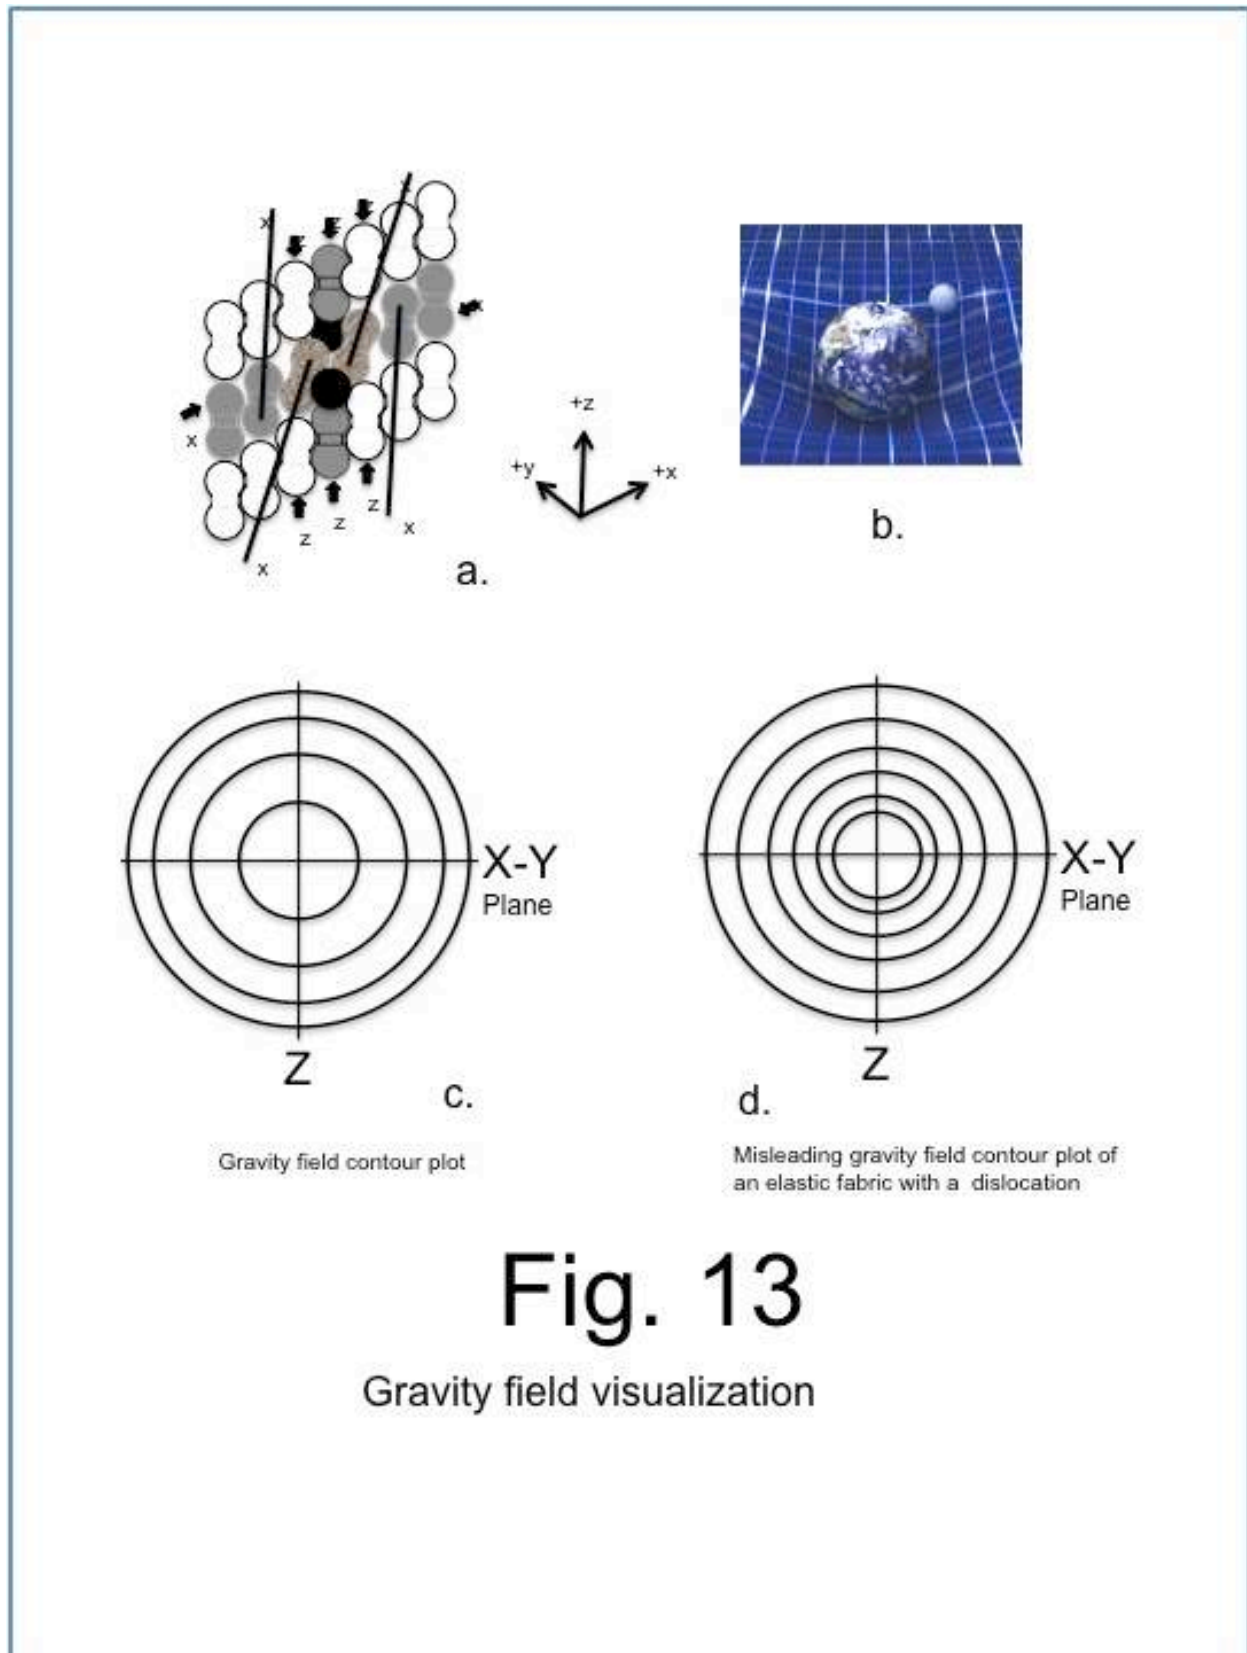 x
z
z
z
x
x
x
z
z
z
x
x
a.
+z
+y
+x
b.
X-Y
Plane
Z
c.
Gravity field contour plot
X-Y
Plane
Z
d.
Misleading gravity field contour plot of
an elastic fabric with a dislocation
Fig. 13
Gravity field visualization